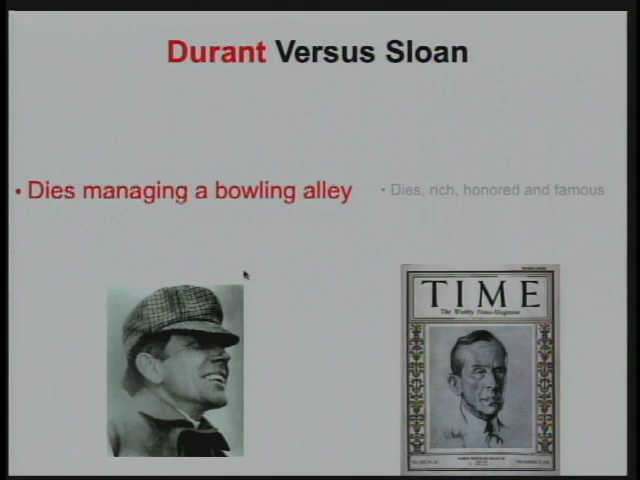 Durant Versus Sloan
• Dies managing a bowling alley
• Dies, rich, honored and famous
TIME
The Weekly News-Magazine